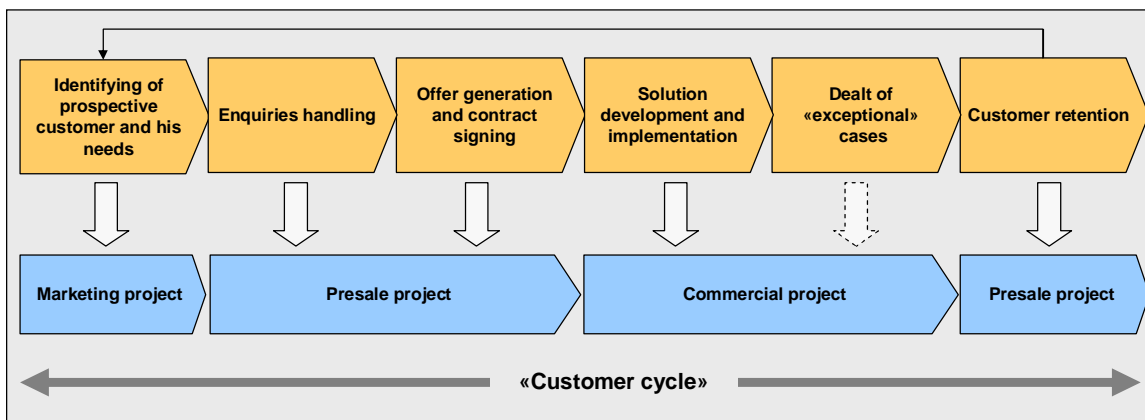 Identifying of
prospective
customer and his
needs
Enquiries handling
Offer generation
and contract
signing
Solution
development and
implementation
Dealt of
«exceptional»
cases
Customer retention
Marketing project
Presale project
Commercial project
Presale project
«Customer cycle»